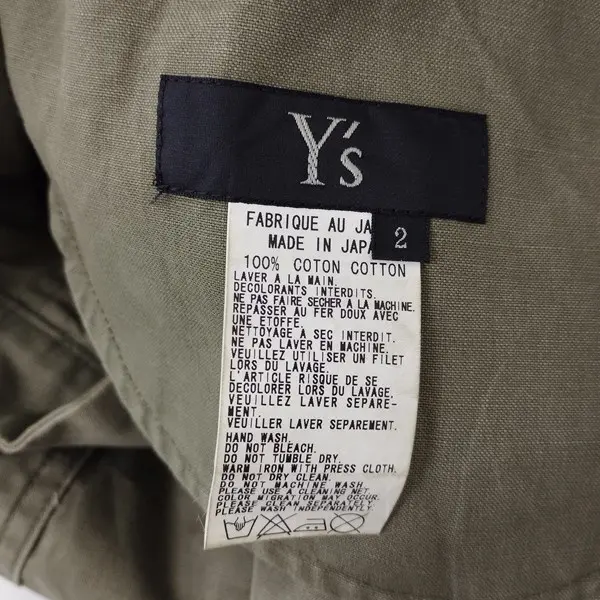 Y's
2
FABRIQUE AU JA
MADE IN JAPA
100% COTON COTTON
LAVER A LA MAIN.
DECOLORANTS INTERDITS.
NE PAS FAIRE SECHER A LA MACHINE.
REPASSER AU FER DOUX AVEC
UNE ETOFFE.
NETTOYAGE A SEC INTERDIT.
NE PAS LAVER EN MACHINE.
VEUILLEZ UTILISER UN FILET
LORS DU LAVAGE.
L'ARTICLE RISQUE DE SE
DECOLORER LORS DU LAVAGE.
VEUILLEZ LAVER SEPARE-
MENT.
VEUILLER LAVER SEPAREMENT.
HAND WASH.
DO NOT BLEACH.
DO NOT TUMBLE DRY.
WARM IRON WITH PRESS CLOTH.
DO NOT DRY CLEAN.
DO NOT MACHINE WASH.
PLEASE USE A CLEANING NET.
COLOR MIGRATION MAY OCCUR.
PLEASE CLEAN SEPARATELY.
PLEASE WASH INDEPENDENTLY.